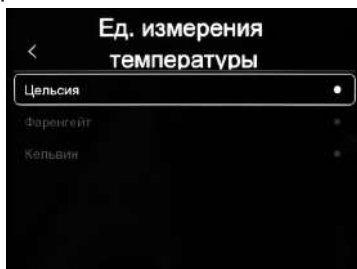 Ед. измерения
температуры
Цельсия
Фаренгейт
Кельвин